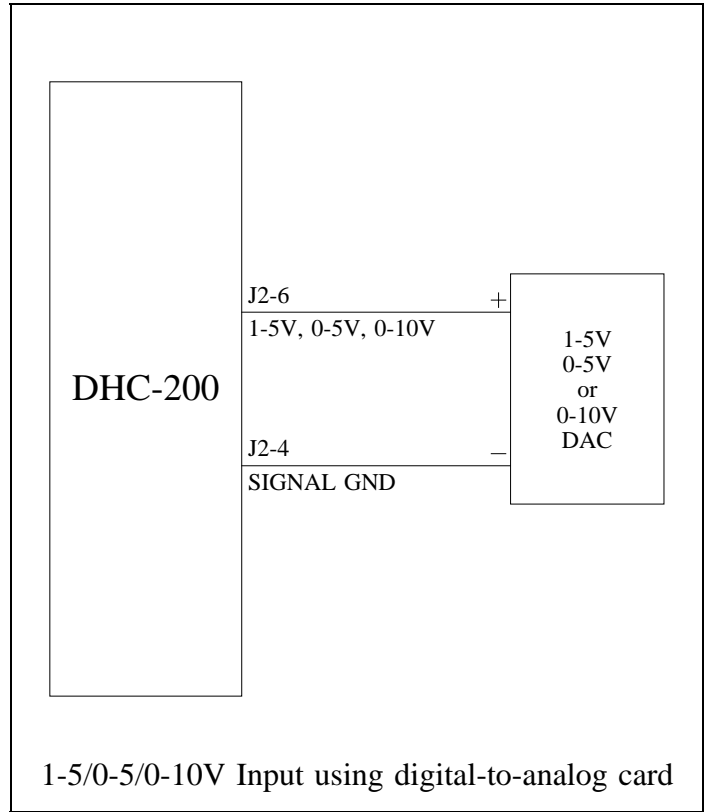 J2-6
+
1-5V, 0-5V, 0-10V
DHC-200
J2-4
−
SIGNAL GND
1-5V
0-5V
or
0-10V
DAC
1-5/0-5/0-10V Input using digital-to-analog card